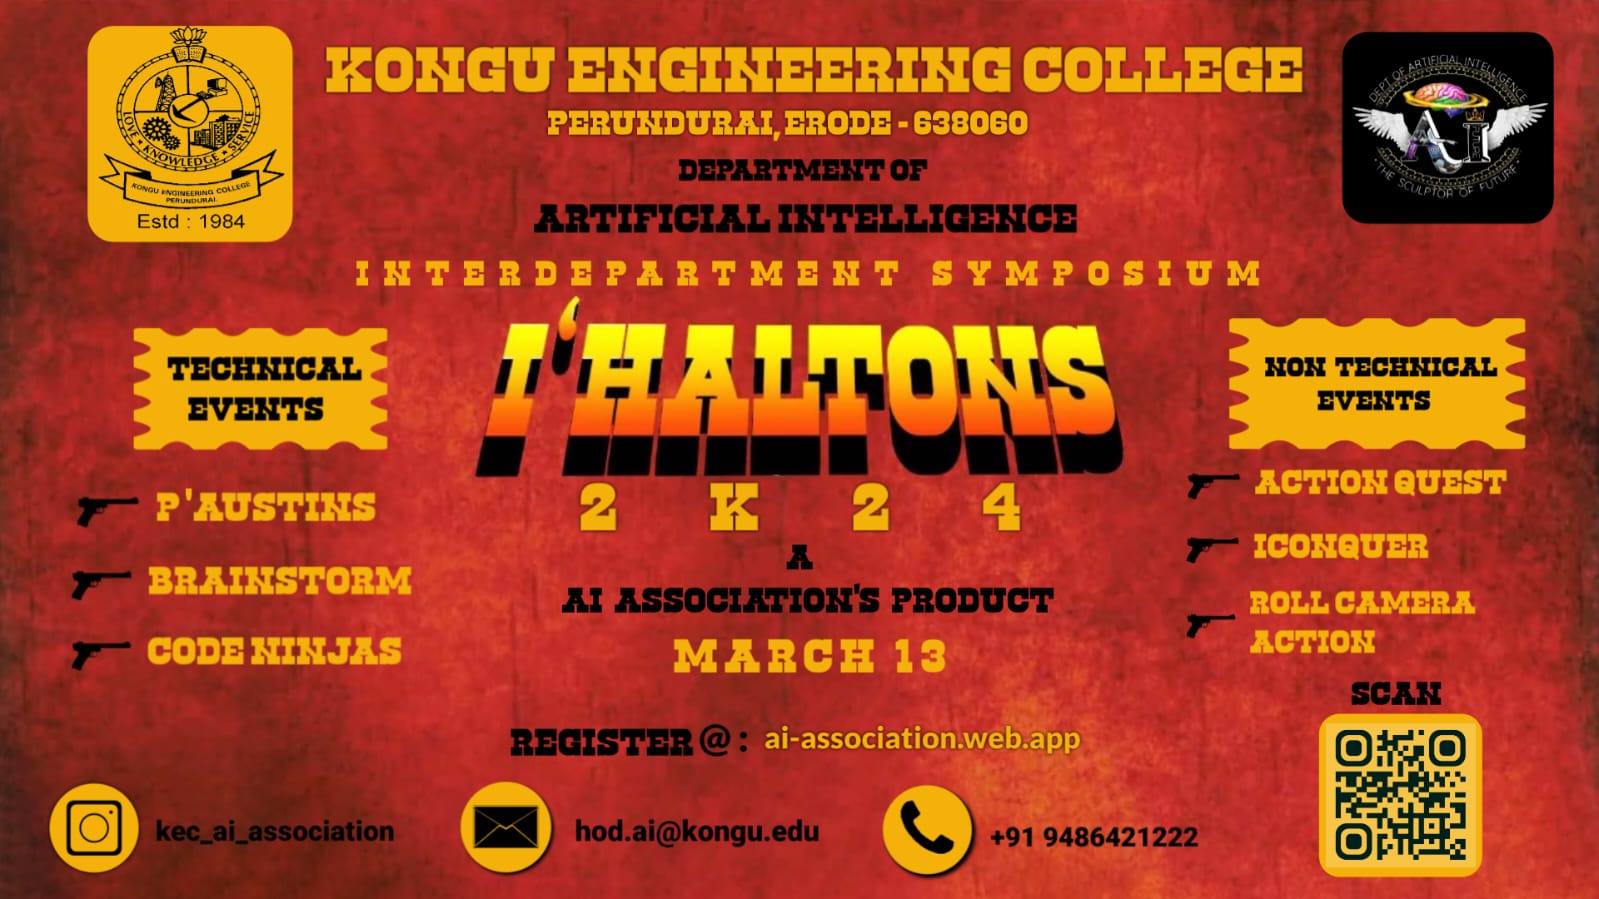 KONGU ENGINEERING COLLEGE
PERUNDURAI, ERODE - 638060
DEPARTMENT OF
ARTIFICIAL INTELLIGENCE
INTERDEPARTMENT SYMPOSIUM
LOVE • KNOWLEDGE • SERVICE
KONGU ENGINEERING COLLEGE
PERUNDURAI.
Estd : 1984
DEPT OF ARTIFICIAL INTELLIGENCE
AI
THE SCULPTOR OF FUTURE
I'HALTONS
2K24
A
AI ASSOCIATION'S PRODUCT
MARCH 13
TECHNICAL
EVENTS
P'AUSTINS
BRAINSTORM
CODE NINJAS
NON TECHNICAL
EVENTS
ACTION QUEST
ICONQUER
ROLL CAMERA
ACTION
SCAN
REGISTER @ : ai-association.web.app
kec_ai_association
hod.ai@kongu.edu
+91 9486421222